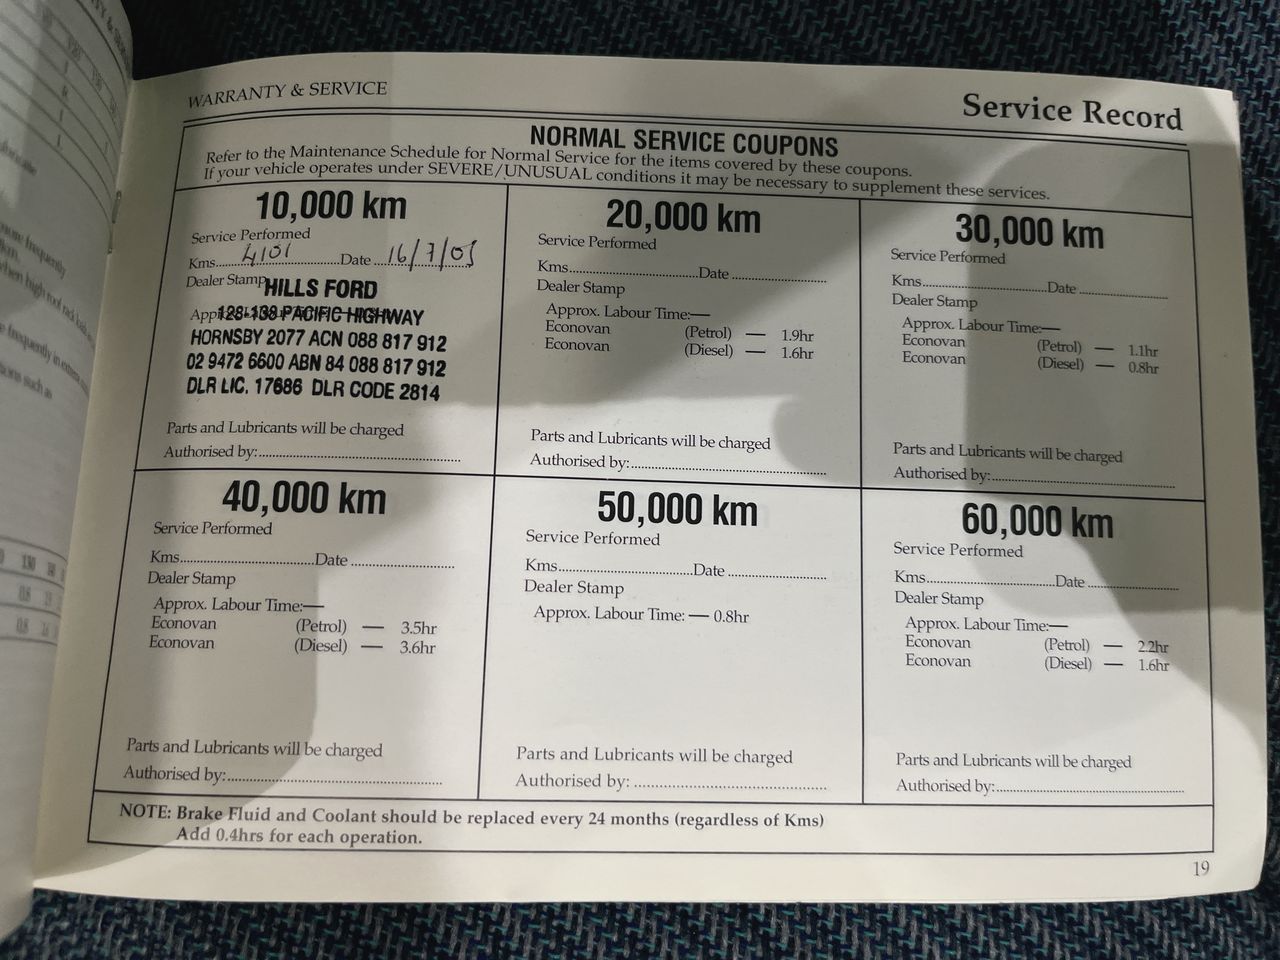 WARRANTY & SERVICE
Service Record
NORMAL SERVICE COUPONS
Refer to the Maintenance Schedule for Normal Service for the items covered by these coupons.
If your vehicle operates under SEVERE/UNUSUAL conditions it may be necessary to supplement these services.
10,000 km
Service Performed
Kms.......4101.......Date...16/7/05
Dealer Stamp
HILLS FORD
128-138 PACIFIC HIGHWAY
HORNSBY 2077 ACN 088 817 912
02 9472 6600 ABN 84 088 817 912
DLR LIC. 17686 DLR CODE 2814
Parts and Lubricants will be charged
Authorised by:..............................
20,000 km
Service Performed
Kms..............................Date ......................
Dealer Stamp
Approx. Labour Time:—
Econovan (Petrol) — 1.9hr
Econovan (Diesel) — 1.6hr
Parts and Lubricants will be charged
Authorised by:..............................
30,000 km
Service Performed
Kms..............................Date ......................
Dealer Stamp
Approx. Labour Time:—
Econovan (Petrol) — 1.1hr
Econovan (Diesel) — 0.8hr
Parts and Lubricants will be charged
Authorised by:..............................
40,000 km
Service Performed
Kms..............................Date ......................
Dealer Stamp
Approx. Labour Time:—
Econovan (Petrol) — 3.5hr
Econovan (Diesel) — 3.6hr
Parts and Lubricants will be charged
Authorised by:..............................
50,000 km
Service Performed
Kms..............................Date ......................
Dealer Stamp
Approx. Labour Time: — 0.8hr
Parts and Lubricants will be charged
Authorised by: ..............................
60,000 km
Service Performed
Kms..............................Date ......................
Dealer Stamp
Approx. Labour Time:—
Econovan (Petrol) — 2.2hr
Econovan (Diesel) — 1.6hr
Parts and Lubricants will be charged
Authorised by:..............................
NOTE: Brake Fluid and Coolant should be replaced every 24 months (regardless of Kms)
Add 0.4hrs for each operation.
19